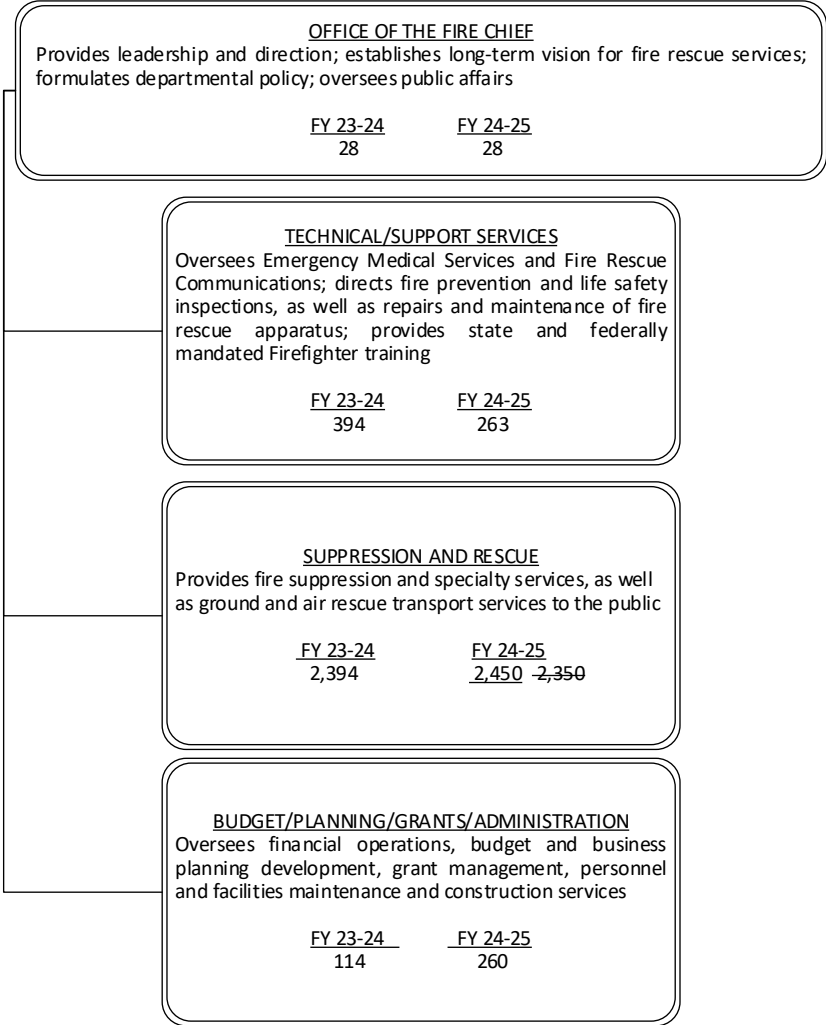 OFFICE OF THE FIRE CHIEF
Provides leadership and direction; establishes long-term vision for fire rescue services;
formulates departmental policy; oversees public affairs
FY 23-24 FY 24-25
28 28
TECHNICAL/SUPPORT SERVICES
Oversees Emergency Medical Services and Fire Rescue
Communications; directs fire prevention and life safety
inspections, as well as repairs and maintenance of fire
rescue apparatus; provides state and federally
mandated Firefighter training
FY 23-24 FY 24-25
394 263
SUPPRESSION AND RESCUE
Provides fire suppression and specialty services, as well
as ground and air rescue transport services to the public
FY 23-24 FY 24-25
2,394 2,450 2,350
BUDGET/PLANNING/GRANTS/ADMINISTRATION
Oversees financial operations, budget and business
planning development, grant management, personnel
and facilities maintenance and construction services
FY 23-24 FY 24-25
114 260